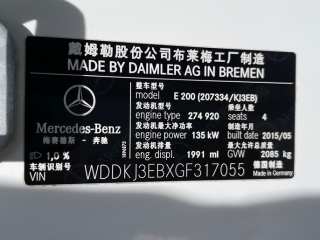 戴姆勒股份公司布莱梅工厂制造
MADE BY DAIMLER AG IN BREMEN
整车型号
model E 200 (207334/KJ3EB)
发动机型号 座位数
engine type 274 920 seats 4
发动机最大净功率 制造年月
engine power 135 kW built date 2015/05
发动机排量 最大允许总质量
engine displ. 1991 ml GVW 2085 kg
Mercedes-Benz
梅赛德斯 - 奔驰
1,0 %
车辆识别号
VIN WDDKJ3EBXGF317055
德国制造
Made in Germany